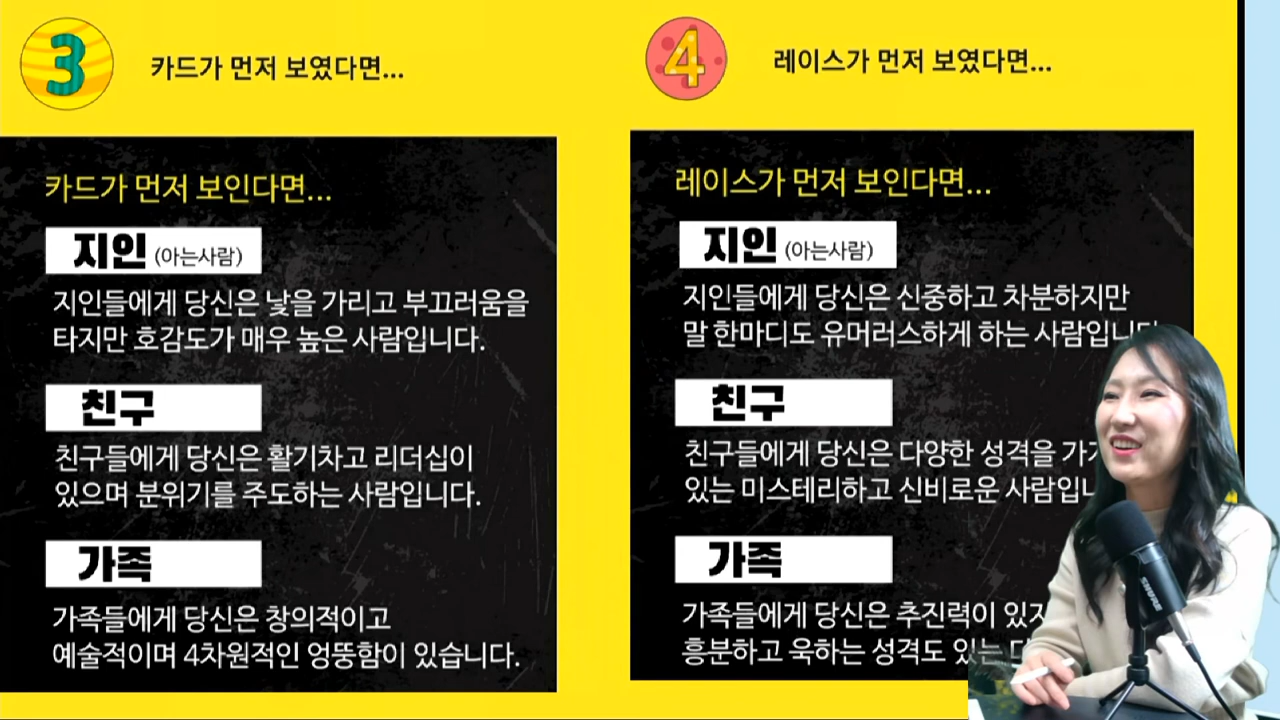 3
카드가 먼저 보였다면...
카드가 먼저 보인다면...
지인 (아는사람)
지인들에게 당신은 낯을 가리고 부끄러움을
타지만 호감도가 매우 높은 사람입니다.
친구
친구들에게 당신은 활기차고 리더십이
있으며 분위기를 주도하는 사람입니다.
가족
가족들에게 당신은 창의적이고
예술적이며 4차원적인 엉뚱함이 있습니다.
4
레이스가 먼저 보였다면...
레이스가 먼저 보인다면...
지인 (아는사람)
지인들에게 당신은 신중하고 차분하지만
말 한마디도 유머러스하게 하는 사람입니다
친구
친구들에게 당신은 다양한 성격을
있는 미스테리하고 신비로운
가족
가족들에게 당신은 추진력이
흥분하고 욱하는 성격도 있는
SHURE